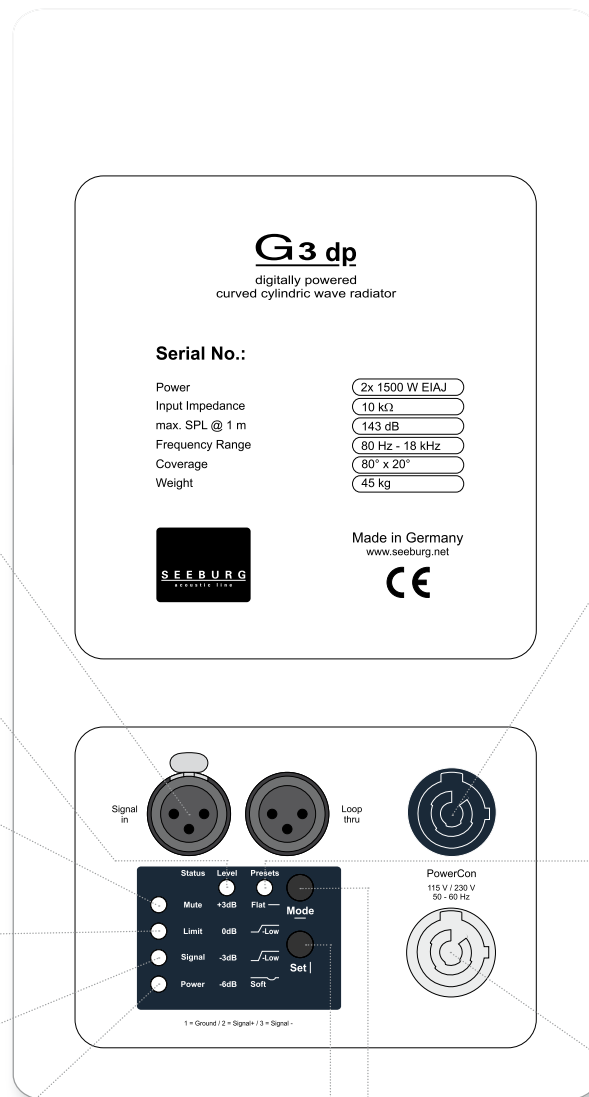 G3 dp
digitally powered
curved cylindric wave radiator
Serial No.:
Power 2x 1500 W EIAJ
Input Impedance 10 kΩ
max. SPL @ 1 m 143 dB
Frequency Range 80 Hz - 18 kHz
Coverage 80° x 20°
Weight 45 kg
SEEBURG
acoustic line
Made in Germany
www.seeburg.net
CE
Signal
in
Loop
thru
PowerCon
115 V / 230 V
50 - 60 Hz
Status Level Presets
Mute +3dB Flat
Mode
Limit 0dB -Low
Signal -3dB -Low
Set |
Power -6dB Soft
1 = Ground / 2 = Signal+ / 3 = Signal -